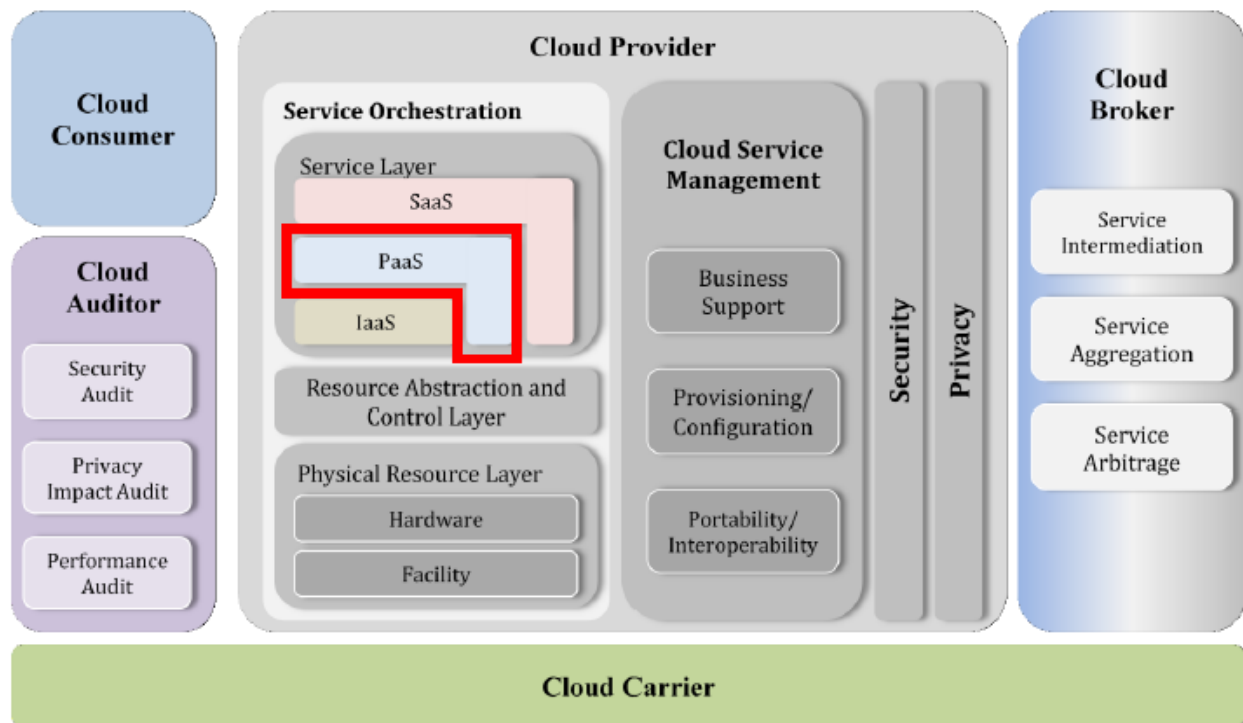 Cloud
Consumer
Cloud
Auditor
Security
Audit
Privacy
Impact Audit
Performance
Audit
Cloud Provider
Service Orchestration
Service Layer
SaaS
PaaS
IaaS
Resource Abstraction and
Control Layer
Physical Resource Layer
Hardware
Facility
Cloud Service
Management
Business
Support
Provisioning/
Configuration
Portability/
Interoperability
Security
Privacy
Cloud
Broker
Service
Intermediation
Service
Aggregation
Service
Arbitrage
Cloud Carrier